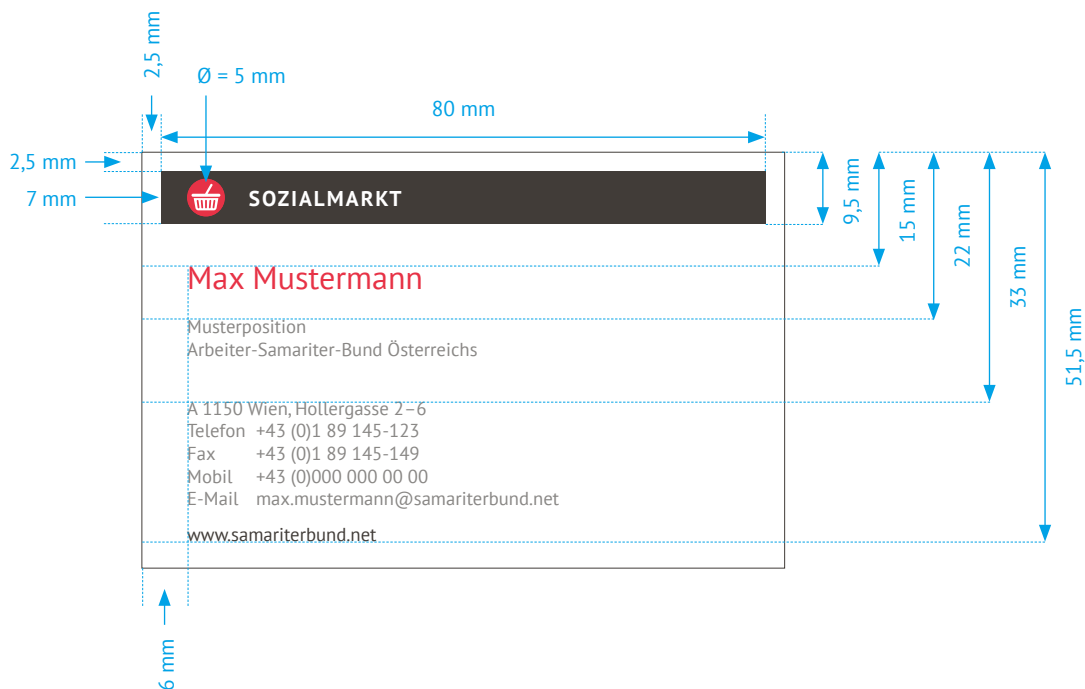 2,5 mm
Ø = 5 mm
80 mm
2,5 mm
7 mm
SOZIALMARKT
9,5 mm
15 mm
22 mm
33 mm
51,5 mm
Max Mustermann
Musterposition
Arbeiter-Samariter-Bund Österreichs
A 1150 Wien, Hollergasse 2–6
Telefon +43 (0)1 89 145-123
Fax +43 (0)1 89 145-149
Mobil +43 (0)000 000 00 00
E-Mail max.mustermann@samariterbund.net
www.samariterbund.net
6 mm